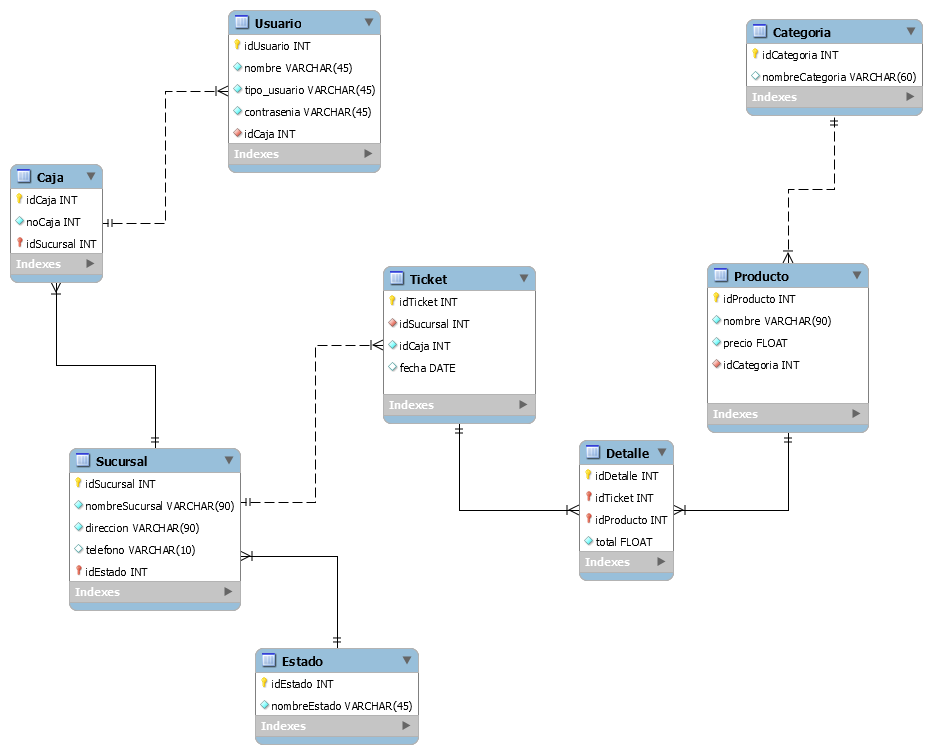 Usuario
idUsuario INT
nombre VARCHAR(45)
tipo_usuario VARCHAR(45)
contrasenia VARCHAR(45)
idCaja INT
Indexes
Categoria
idCategoria INT
nombreCategoria VARCHAR(60)
Indexes
Caja
idCaja INT
noCaja INT
idSucursal INT
Indexes
Ticket
idTicket INT
idSucursal INT
idCaja INT
fecha DATE
Indexes
Producto
idProducto INT
nombre VARCHAR(90)
precio FLOAT
idCategoria INT
Indexes
Sucursal
idSucursal INT
nombreSucursal VARCHAR(90)
direccion VARCHAR(90)
telefono VARCHAR(10)
idEstado INT
Indexes
Detalle
idDetalle INT
idTicket INT
idProducto INT
total FLOAT
Indexes
Estado
idEstado INT
nombreEstado VARCHAR(45)
Indexes